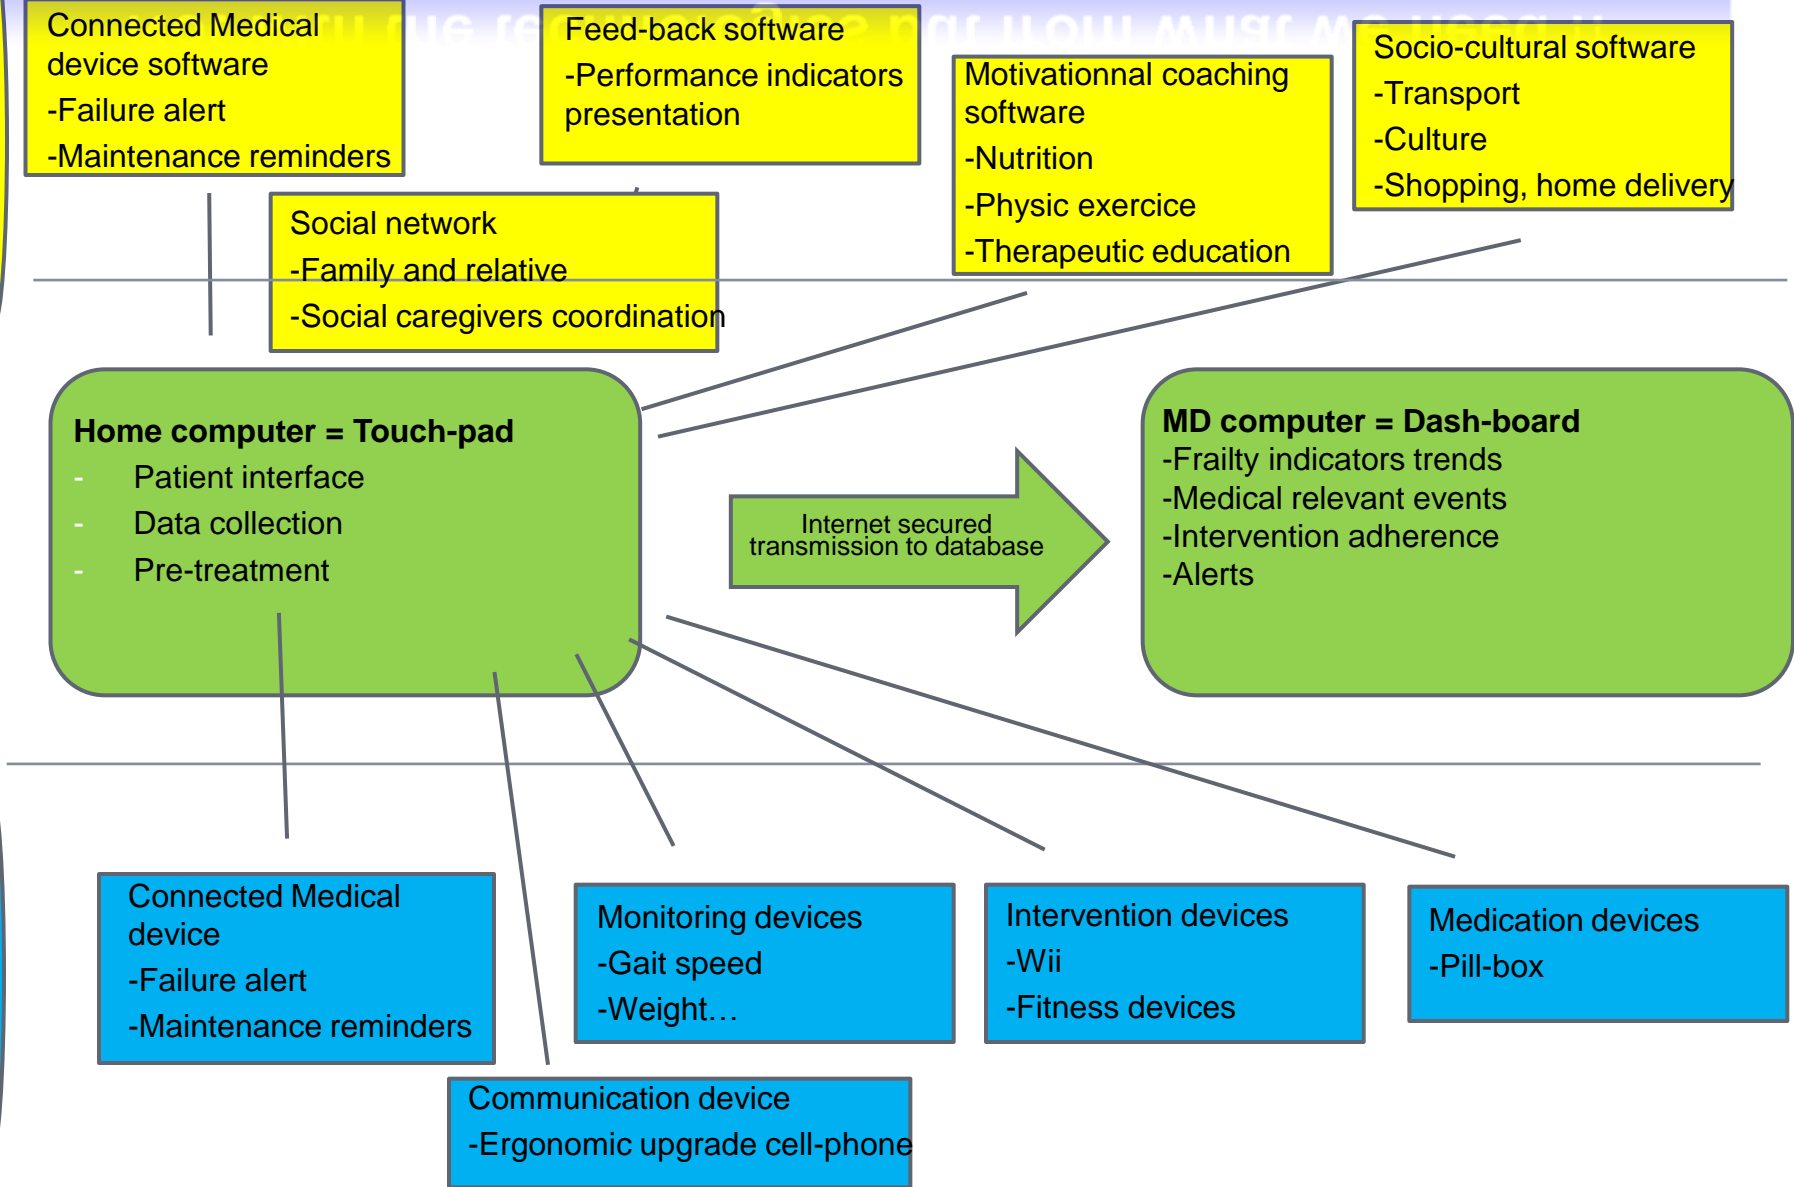 Connected Medical
device software
-Failure alert
-Maintenance reminders
Feed-back software
-Performance indicators
presentation
Motivationnal coaching
software
-Nutrition
-Physic exercice
-Therapeutic education
Socio-cultural software
-Transport
-Culture
-Shopping, home delivery
Social network
-Family and relative
-Social caregivers coordination
Home computer = Touch-pad
- Patient interface
- Data collection
- Pre-treatment
Internet secured
transmission to database
MD computer = Dash-board
-Frailty indicators trends
-Medical relevant events
-Intervention adherence
-Alerts
Connected Medical
device
-Failure alert
-Maintenance reminders
Monitoring devices
-Gait speed
-Weight…
Intervention devices
-Wii
-Fitness devices
Medication devices
-Pill-box
Communication device
-Ergonomic upgrade cell-phone